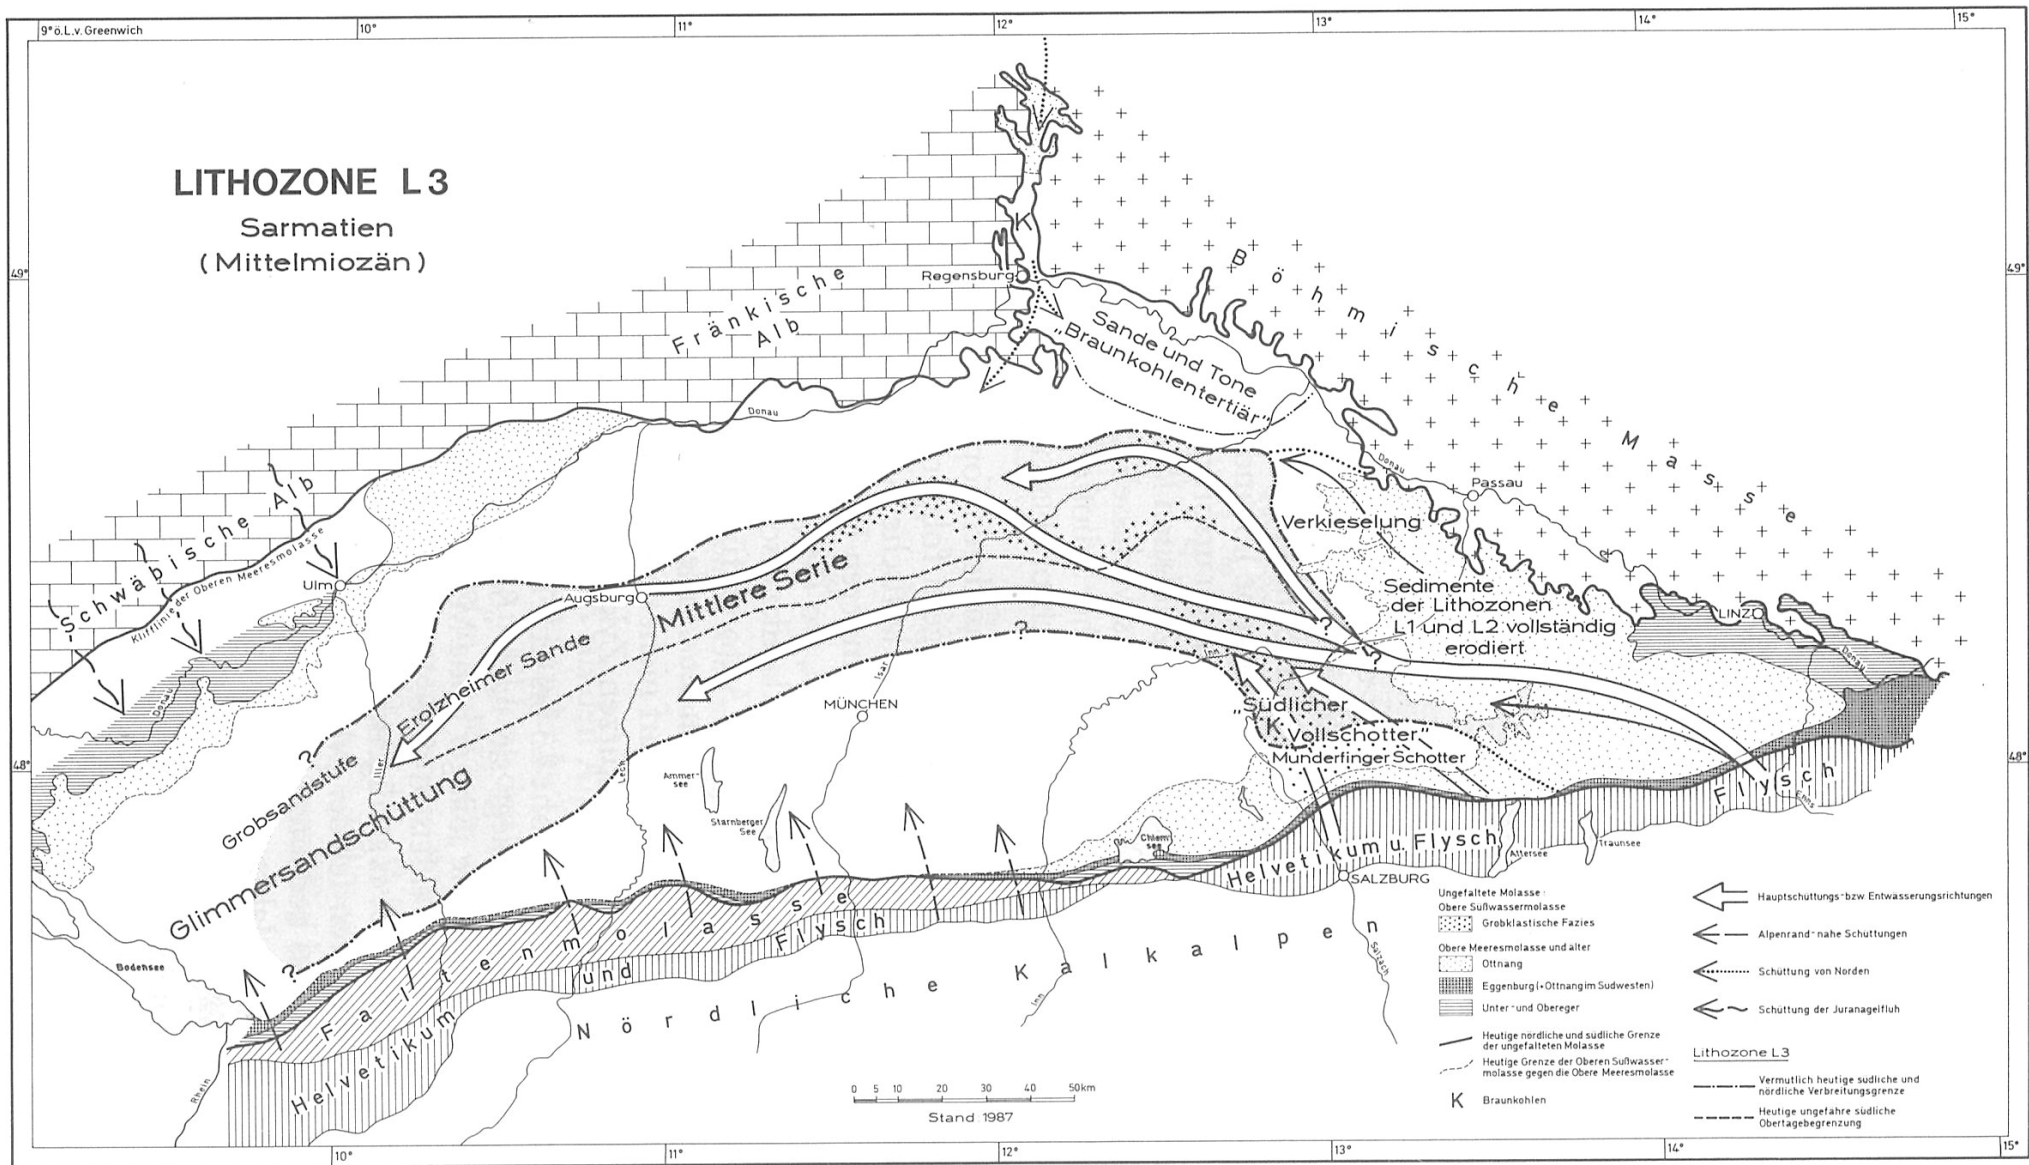 9° ö.L.v. Greenwich
10°
11°
12°
13°
14°
15°
LITHOZONE L3
Sarmatien
(Mittelmiozän)
49°
49°
K
Regensburg
Fränkische
Alb
Böhmische Masse
Sande und Tone
„Braunkohlentertiär"
Donau
Donau
Passau
Schwäbische Alb
Klifflinie der Oberen Meeresmolasse
Ulm
Augsburg
Mittlere Serie
Verkieselung
Sedimente
der Lithozonen
L1 und L2 vollständig
erodiert
LINZ
Donau
?
?
?
Inn
Isar
Erolzheimer Sande
MÜNCHEN
„Südlicher
K
Vollschotter"
Munderfinger Schotter
Donau
?
Grobsandstufe
Iller
Lech
48°
48°
Ammer-
see
Starnberger
See
Glimmersandschüttung
Flysch
Enns
Chiem-
see
Helvetikum u. Flysch
Attersee
Traunsee
SALZBURG
Salzach
?
Bodensee
Faltenmolasse
Helvetikum
und
Flysch
Nördliche Kalkalpen
Inn
Rhein
Ungefaltete Molasse:
Obere Süßwassermolasse
Grobklastische Fazies
Obere Meeresmolasse und älter
Ottnang
Eggenburg (+Ottnang im Südwesten)
Unter- und Obereger
Heutige nördliche und südliche Grenze
der ungefalteten Molasse
Heutige Grenze der Oberen Süßwasser-
molasse gegen die Obere Meeresmolasse
K Braunkohlen
Hauptschüttungs- bzw Entwässerungsrichtungen
Alpenrand-nahe Schüttungen
Schüttung von Norden
Schüttung der Juranagelfluh
Lithozone L3
Vermutlich heutige südliche und
nördliche Verbreitungsgrenze
Heutige ungefähre südliche
Obertagebegrenzung
0 5 10 20 30 40 50km
Stand 1987
10°
11°
12°
13°
14°
15°